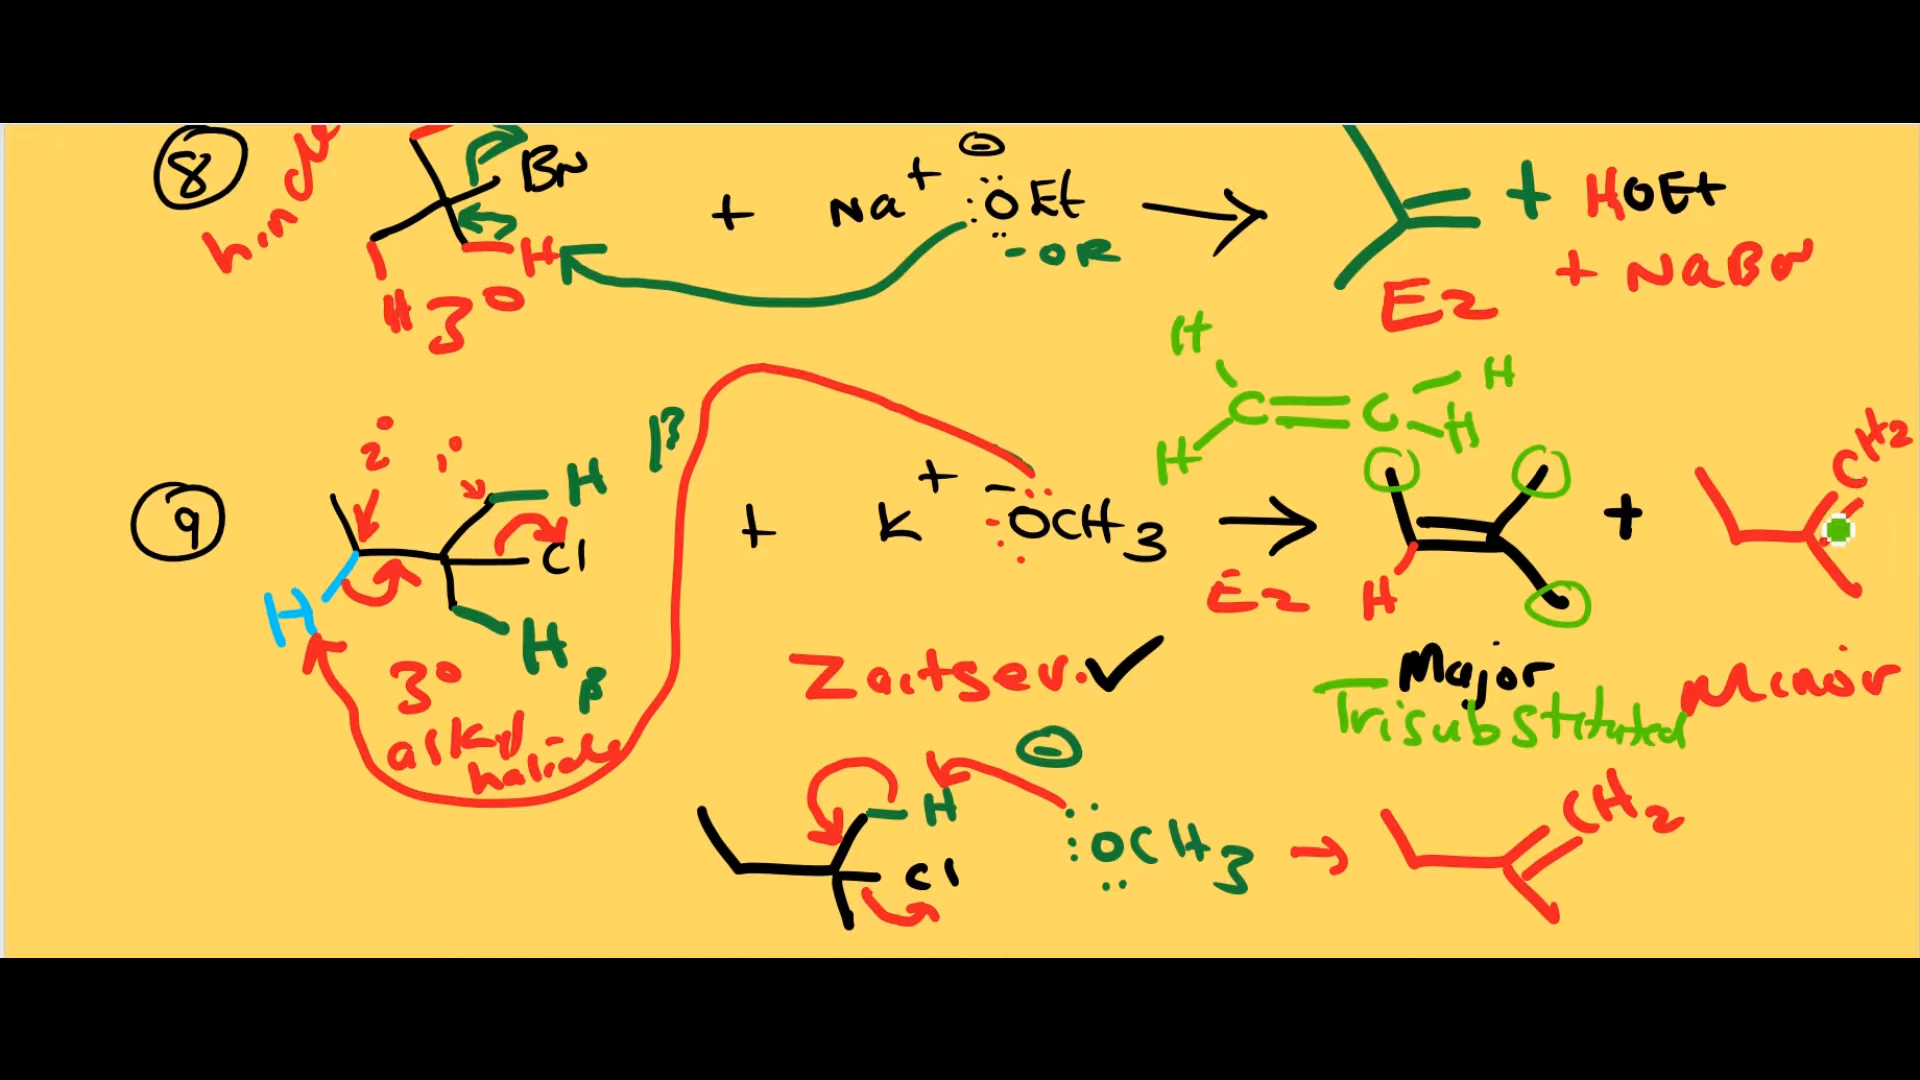 8
Br + Na⁺ ⊖ :ÖEt → + HOEt
hinde
H
-OR
H 3°
E2
+ NaBr
H H
C=C
H H
9
2° 1° H β
Cl + K⁺ ⁻OCH3 → + CH2
H
H β
E2
H
3°
alkyl
halide
Zaitsev ✓
Major
Minor
Trisubstituted
⊖
H
Cl :OCH3 → CH2